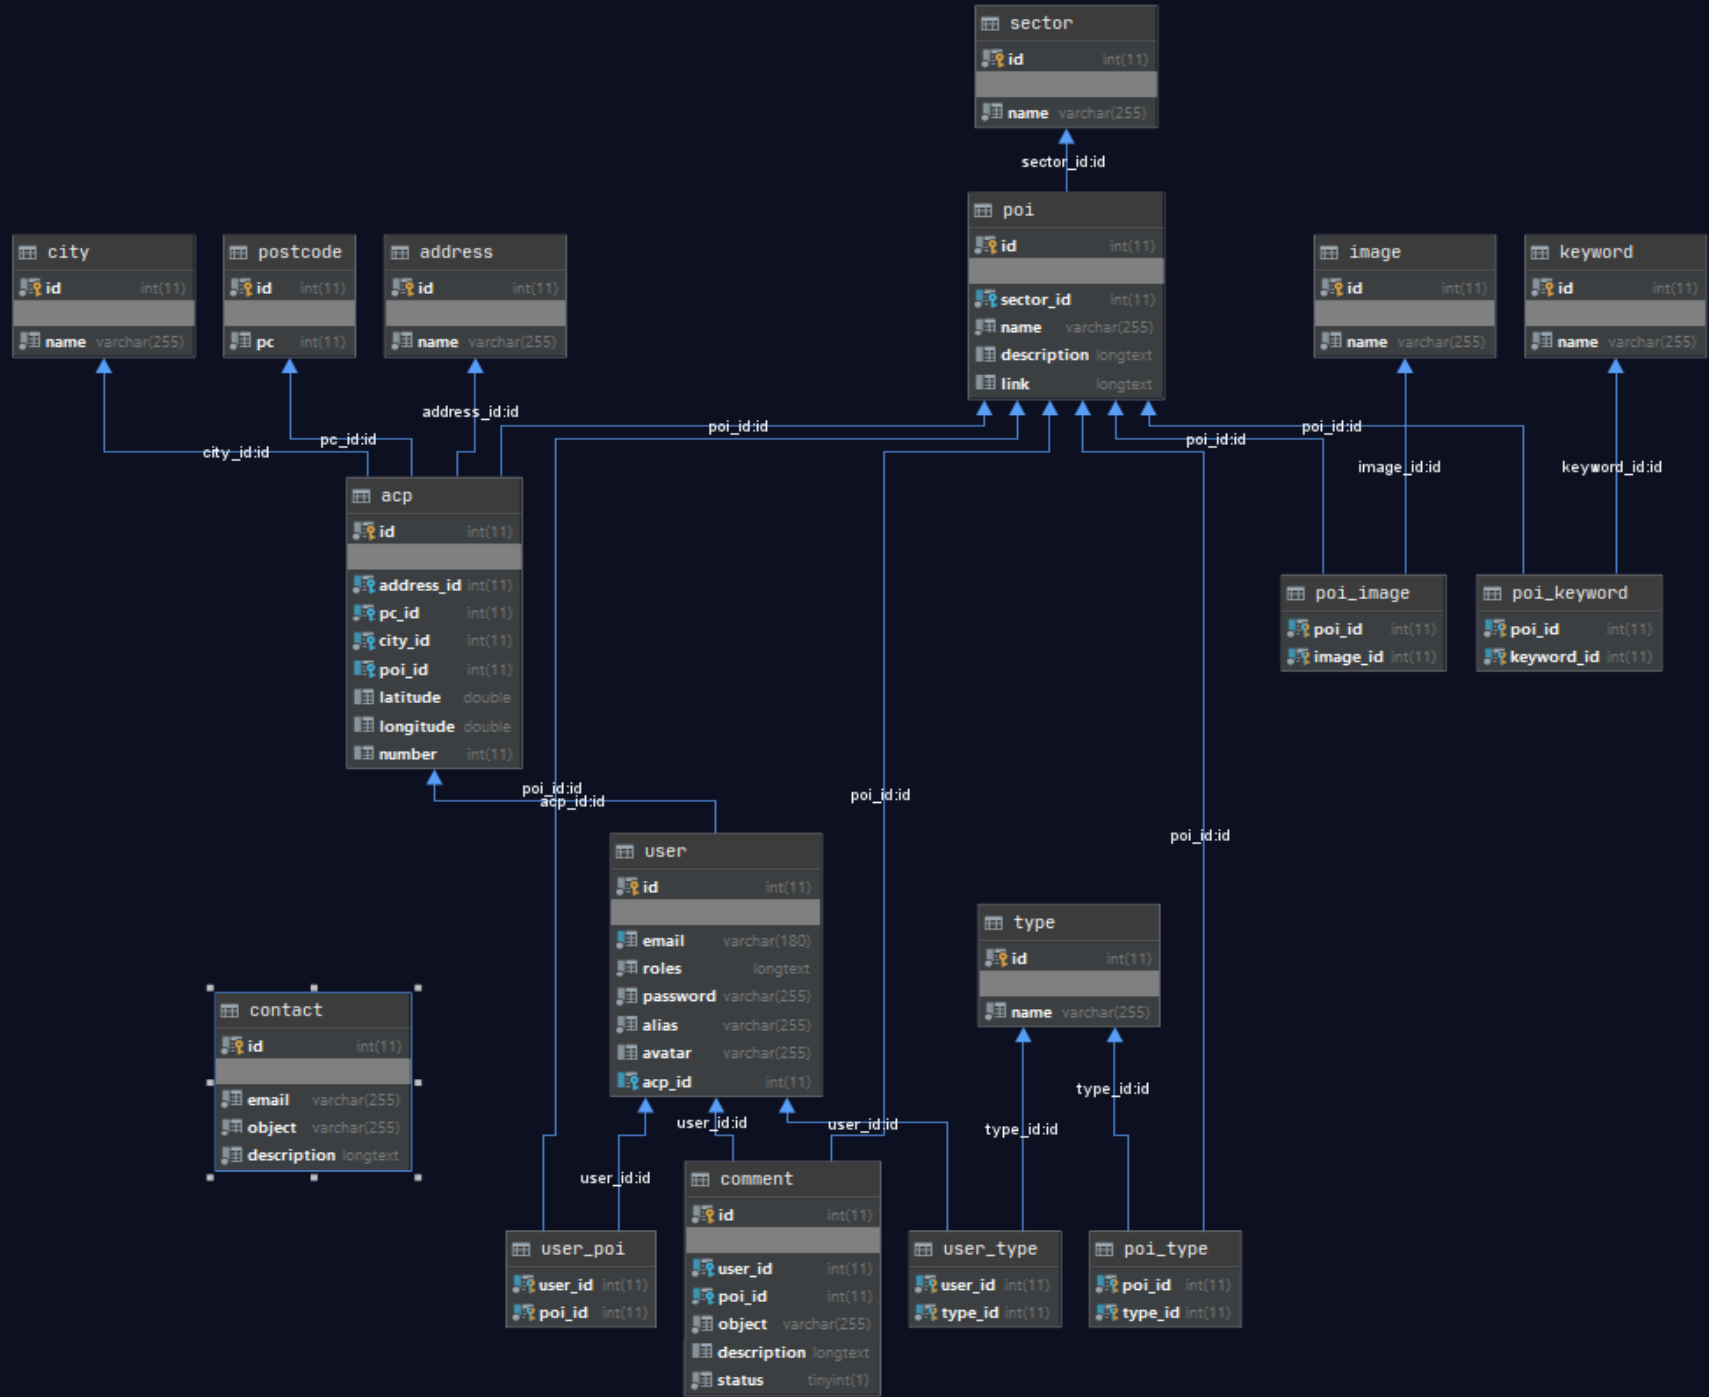 sector
id int(11)
name varchar(255)
sector_id:id
poi
id int(11)
sector_id int(11)
name varchar(255)
description longtext
link longtext
city
id int(11)
name varchar(255)
postcode
id int(11)
pc int(11)
address
id int(11)
name varchar(255)
image
id int(11)
name varchar(255)
keyword
id int(11)
name varchar(255)
address_id:id
poi_id:id
poi_id:id
poi_id:id
pc_id:id
city_id:id
image_id:id
keyword_id:id
acp
id int(11)
address_id int(11)
pc_id int(11)
city_id int(11)
poi_id int(11)
latitude double
longitude double
number int(11)
poi_image
poi_id int(11)
image_id int(11)
poi_keyword
poi_id int(11)
keyword_id int(11)
poi_id:id
acp_id:id
poi_id:id
poi_id:id
user
id int(11)
email varchar(180)
roles longtext
password varchar(255)
alias varchar(255)
avatar varchar(255)
acp_id int(11)
type
id int(11)
name varchar(255)
contact
id int(11)
email varchar(255)
object varchar(255)
description longtext
type_id:id
user_id:id
user_id:id
type_id:id
user_id:id
user_poi
user_id int(11)
poi_id int(11)
comment
id int(11)
user_id int(11)
poi_id int(11)
object varchar(255)
description longtext
status tinyint(1)
user_type
user_id int(11)
type_id int(11)
poi_type
poi_id int(11)
type_id int(11)